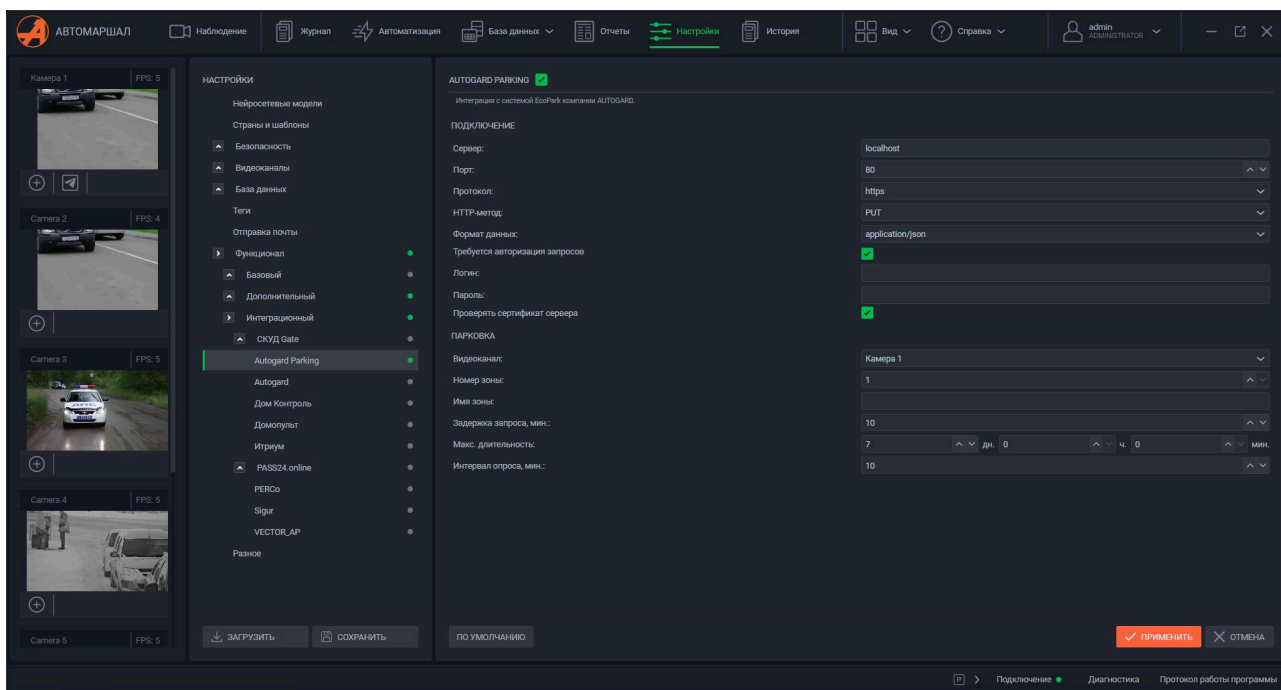 АВТОМАРШАЛ
Наблюдение
Журнал
Автоматизация
База данных
Отчеты
Настройки
История
Вид
Справка
admin
ADMINISTRATOR
Камера 1 FPS: 5
Camera 2 FPS: 4
Camera 3 FPS: 5
Camera 4 FPS: 5
Camera 5 FPS: 5
НАСТРОЙКИ
Нейросетевые модели
Страны и шаблоны
Безопасность
Видеоканалы
База данных
Теги
Отправка почты
Функционал
Базовый
Дополнительный
Интеграционный
СКУД Gate
Autogard Parking
Autogard
Дом Контроль
Домопульт
Итриум
PASS24.online
PERCo
Sigur
VECTOR_AP
Разное
ЗАГРУЗИТЬ
СОХРАНИТЬ
AUTOGARD PARKING
Интеграция с системой EcoPark компании AUTOGARD.
ПОДКЛЮЧЕНИЕ
Сервер: localhost
Порт: 80
Протокол: https
HTTP-метод: PUT
Формат данных: application/json
Требуется авторизация запросов
Логин:
Пароль:
Проверять сертификат сервера
ПАРКОВКА
Видеоканал: Камера 1
Номер зоны: 1
Имя зоны:
Задержка запроса, мин.: 10
Макс. длительность: 7 дн. 0 ч. 0 мин.
Интервал опроса, мин.: 10
ПО УМОЛЧАНИЮ
ПРИМЕНИТЬ
ОТМЕНА
P
Подключение
Диагностика
Протокол работы программы